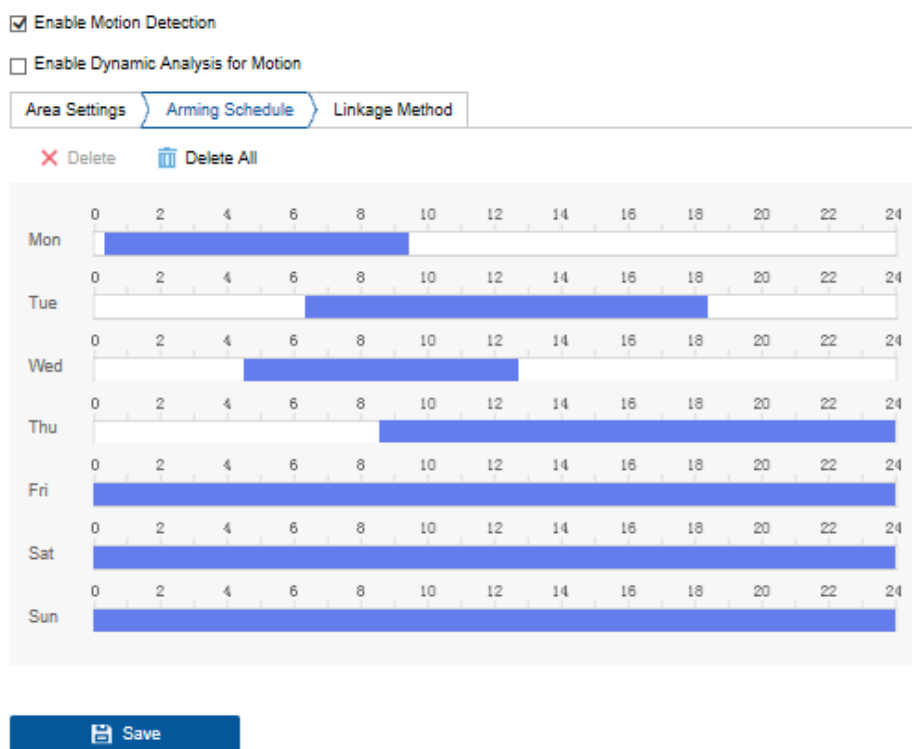 Enable Motion Detection
Enable Dynamic Analysis for Motion
Area Settings Arming Schedule Linkage Method
Delete Delete All
0 2 4 6 8 10 12 14 16 18 20 22 24
Mon
0 2 4 6 8 10 12 14 16 18 20 22 24
Tue
0 2 4 6 8 10 12 14 16 18 20 22 24
Wed
0 2 4 6 8 10 12 14 16 18 20 22 24
Thu
0 2 4 6 8 10 12 14 16 18 20 22 24
Fri
0 2 4 6 8 10 12 14 16 18 20 22 24
Sat
0 2 4 6 8 10 12 14 16 18 20 22 24
Sun
Save